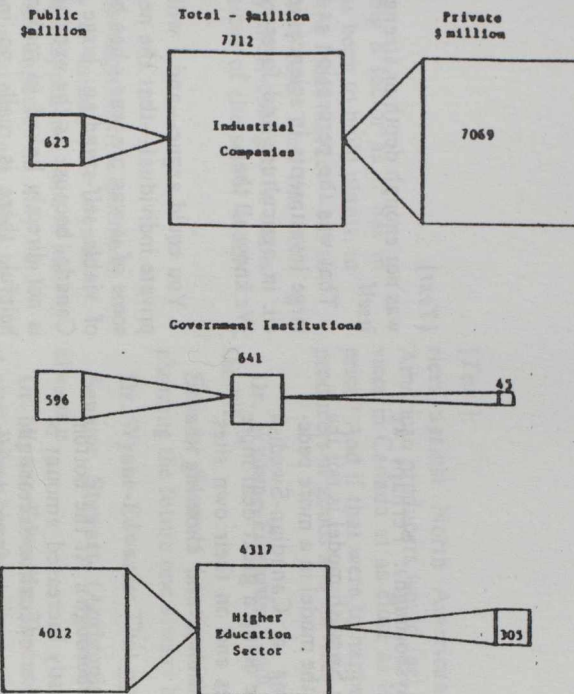 Public
$million
Total - $million
Private
$million
7712
623
Industrial
Companies
7069
Government Institutions
641
596
45
4317
4012
Higher
Education
Sector
305